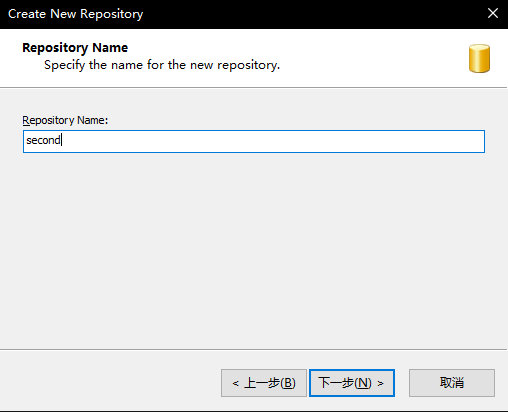 Create New Repository
Repository Name
Specify the name for the new repository.
Repository Name:
second
< 上一步(B)
下一步(N) >
取消